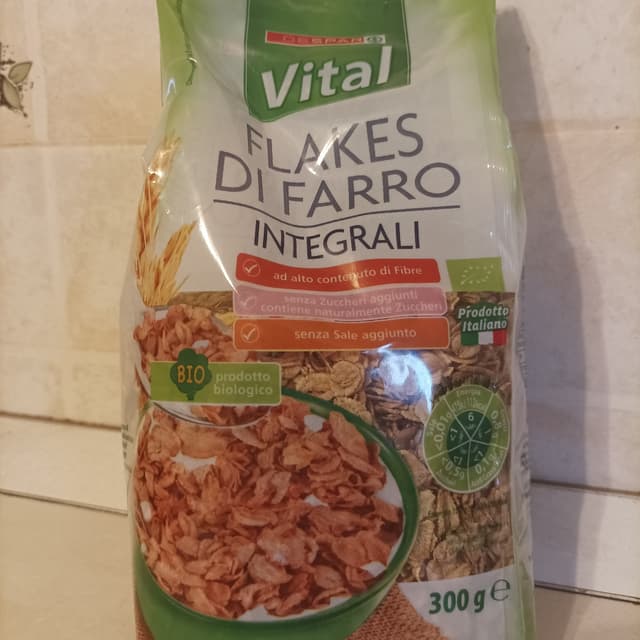 DESPAR
Vital
FLAKES
DI FARRO
INTEGRALI
ad alto contenuto di Fibre
senza Zuccheri aggiunti
contiene naturalmente Zuccheri
senza Sale aggiunto
Prodotto
Italiano
BIO prodotto
biologico
300 g e